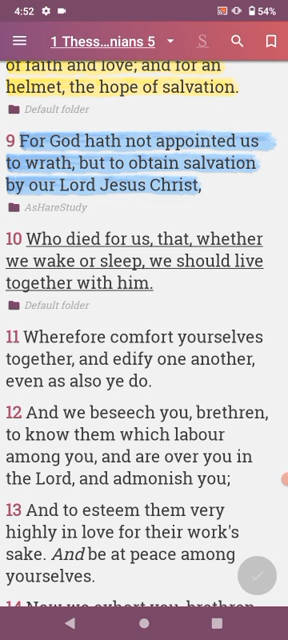 4:52
54%
1 Thess...nians 5
S
of faith and love; and for an
helmet, the hope of salvation.
Default folder
9 For God hath not appointed us
to wrath, but to obtain salvation
by our Lord Jesus Christ,
AsHareStudy
10 Who died for us, that, whether
we wake or sleep, we should live
together with him.
Default folder
11 Wherefore comfort yourselves
together, and edify one another,
even as also ye do.
12 And we beseech you, brethren,
to know them which labour
among you, and are over you in
the Lord, and admonish you;
13 And to esteem them very
highly in love for their work's
sake. And be at peace among
yourselves.
14 Now we exhort you, brethren,